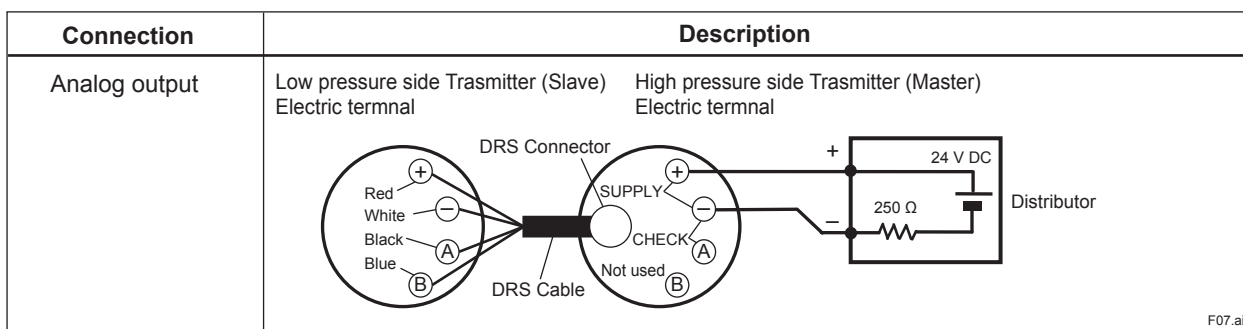 Connection
Description
Analog output
Low pressure side Trasmitter (Slave)
Electric termnal
High pressure side Trasmitter (Master)
Electric termnal
DRS Connector
Red
White
Black
Blue
+
−
A
B
DRS Cable
SUPPLY
CHECK
Not used
+
−
A
B
+
−
24 V DC
250 Ω
Distributor
F07.ai